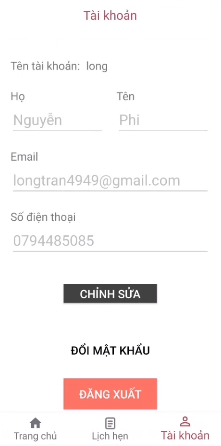 Tài khoản
Tên tài khoản: long
Họ Tên
Nguyễn Phi
Email
longtran4949@gmail.com
Số điện thoại
0794485085
CHỈNH SỬA
ĐỔI MẬT KHẨU
ĐĂNG XUẤT
Trang chủ Lịch hẹn Tài khoản